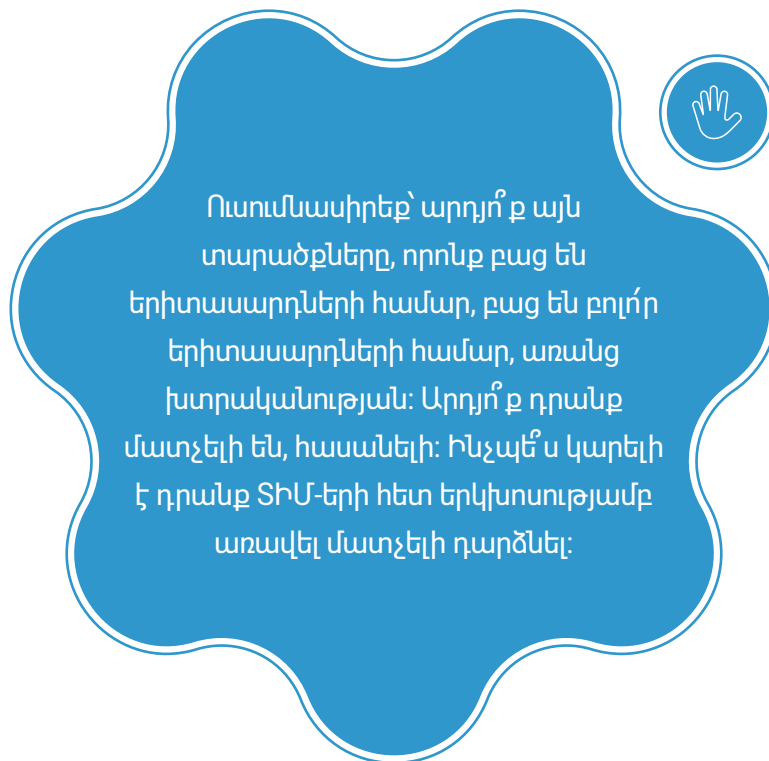 Ուսումնասիրեք՝ արդյո՞ք այն
տարածքները, որոնք բաց են
երիտասարդների համար, բաց են բոլո՛ր
երիտասարդների համար, առանց
խտրականության: Արդյո՞ք դրանք
մատչելի են, հասանելի: Ինչպե՞ս կարելի
է դրանք ՏԻՄ-երի հետ երկխոսությամբ
առավել մատչելի դարձնել: